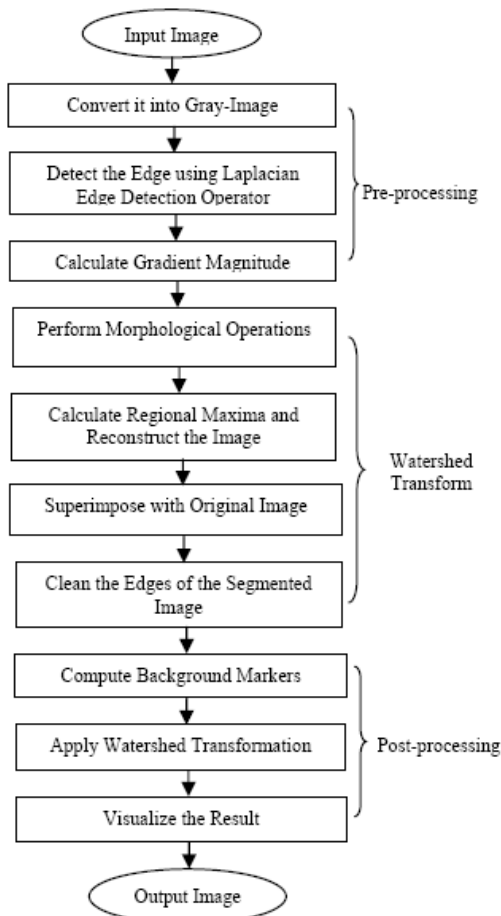 Input Image
Convert it into Gray-Image
Detect the Edge using Laplacian
Edge Detection Operator
Pre-processing
Calculate Gradient Magnitude
Perform Morphological Operations
Calculate Regional Maxima and
Reconstruct the Image
Watershed
Transform
Superimpose with Original Image
Clean the Edges of the Segmented
Image
Compute Background Markers
Apply Watershed Transformation
Post-processing
Visualize the Result
Output Image